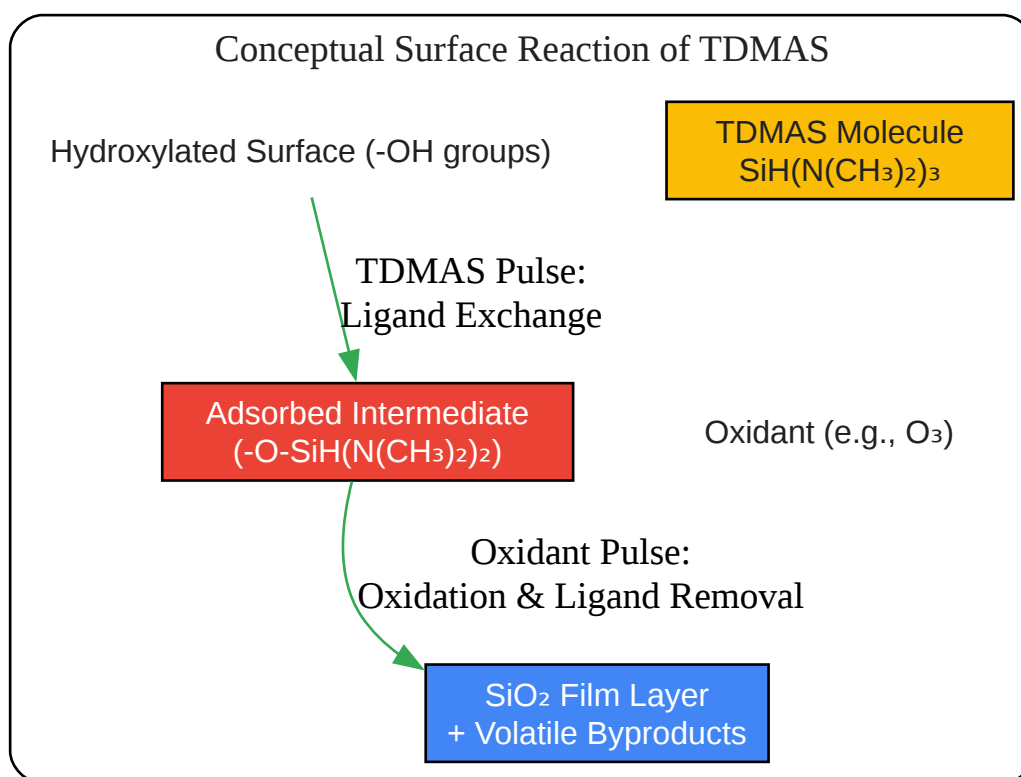 Conceptual Surface Reaction of TDMAS
Hydroxylated Surface (-OH groups)
TDMAS Molecule
SiH(N(CH₃)₂)₃
TDMAS Pulse:
Ligand Exchange
Adsorbed Intermediate
(-O-SiH(N(CH₃)₂)₂)
Oxidant (e.g., O₃)
Oxidant Pulse:
Oxidation & Ligand Removal
SiO₂ Film Layer
+ Volatile Byproducts